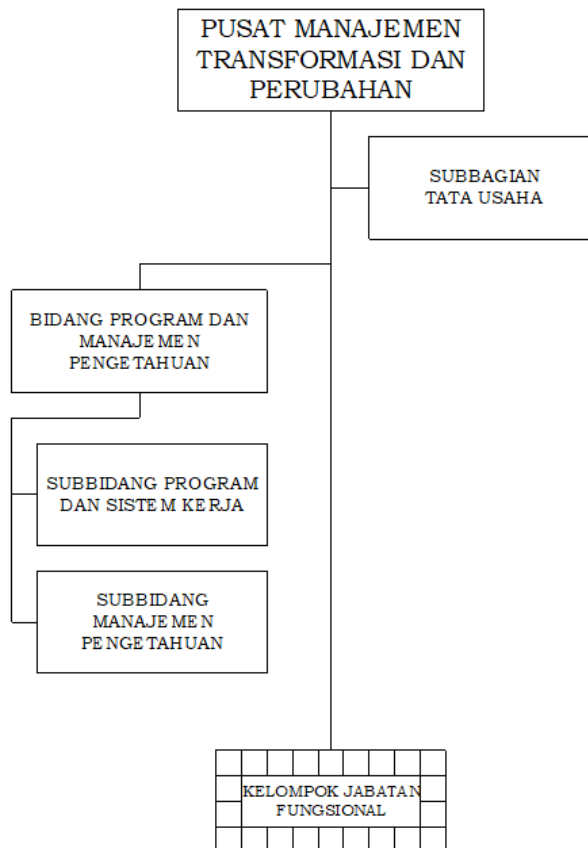 PUSAT MANAJEMEN
TRANSFORMASI DAN
PERUBAHAN
SUBBAGIAN
TATA USAHA
BIDANG PROGRAM DAN
MANAJEMEN
PENGETAHUAN
SUBBIDANG PROGRAM
DAN SISTEM KERJA
SUBBIDANG
MANAJEMEN
PENGETAHUAN
KELOMPOK JABATAN
FUNGSIONAL